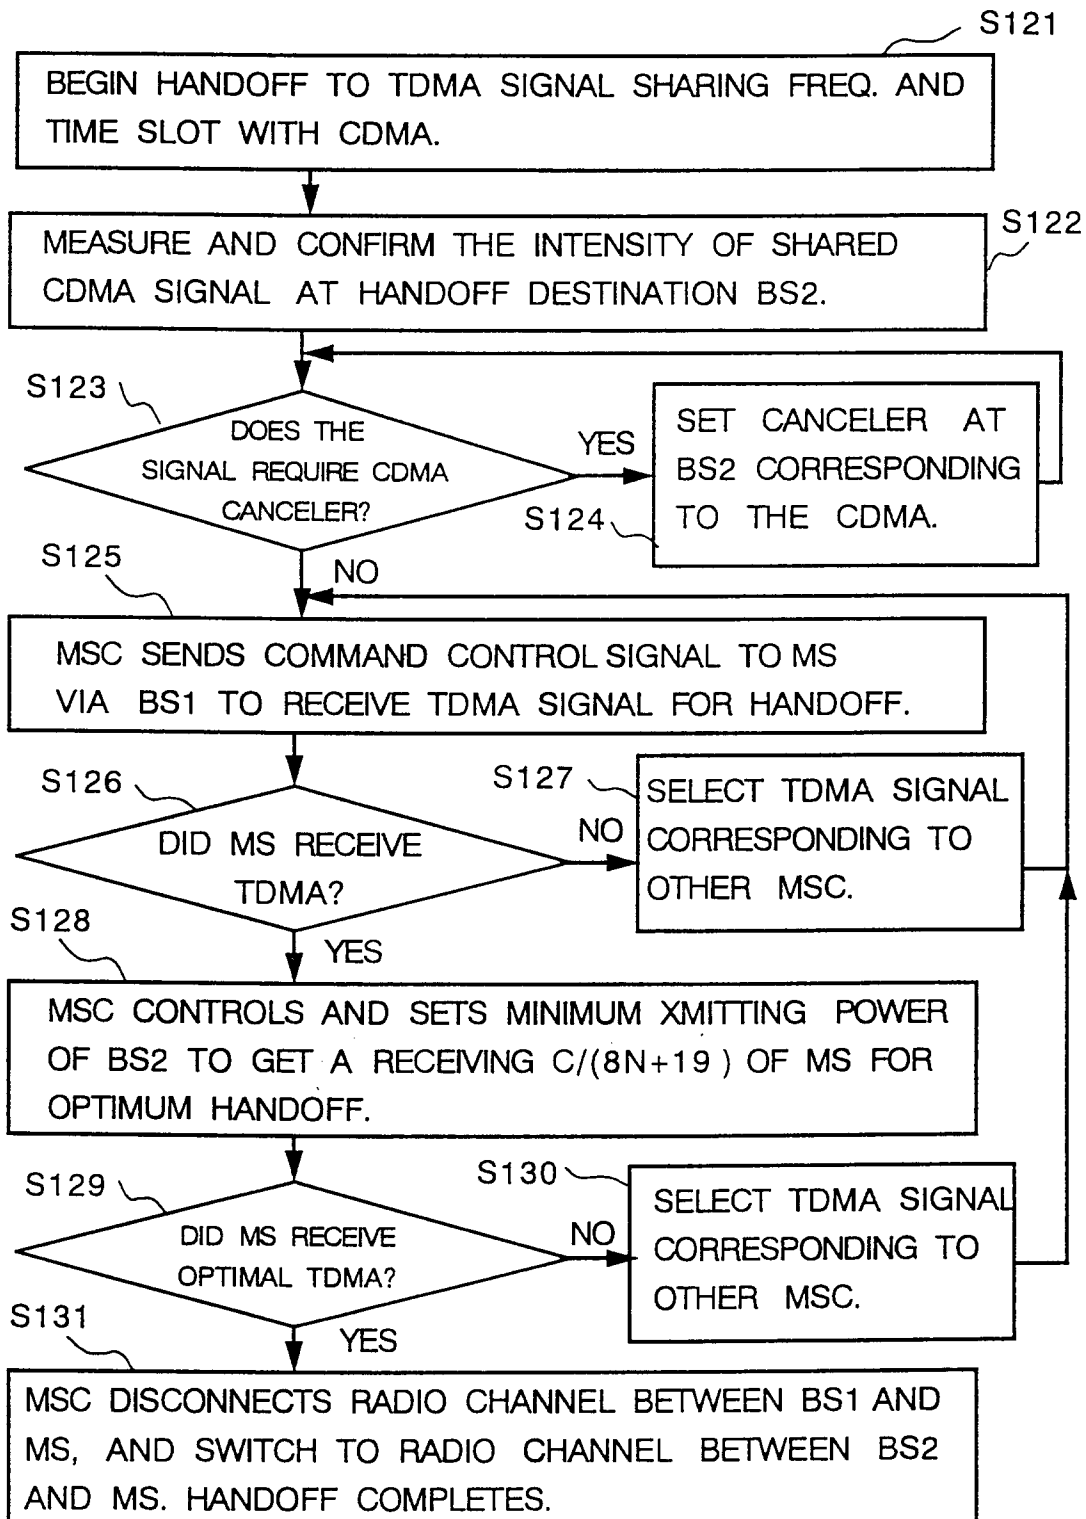 S121
BEGIN HANDOFF TO TDMA SIGNAL SHARING FREQ. AND
TIME SLOT WITH CDMA.
S122
MEASURE AND CONFIRM THE INTENSITY OF SHARED
CDMA SIGNAL AT HANDOFF DESTINATION BS2.
S123
DOES THE
SIGNAL REQUIRE CDMA
CANCELER?
YES
S124
SET CANCELER AT
BS2 CORRESPONDING
TO THE CDMA.
NO
S125
MSC SENDS COMMAND CONTROL SIGNAL TO MS
VIA BS1 TO RECEIVE TDMA SIGNAL FOR HANDOFF.
S126
DID MS RECEIVE
TDMA?
NO
S127
SELECT TDMA SIGNAL
CORRESPONDING TO
OTHER MSC.
YES
S128
MSC CONTROLS AND SETS MINIMUM XMITTING POWER
OF BS2 TO GET A RECEIVING C/(8N+19 ) OF MS FOR
OPTIMUM HANDOFF.
S129
DID MS RECEIVE
OPTIMAL TDMA?
NO
S130
SELECT TDMA SIGNAL
CORRESPONDING TO
OTHER MSC.
YES
S131
MSC DISCONNECTS RADIO CHANNEL BETWEEN BS1 AND
MS, AND SWITCH TO RADIO CHANNEL BETWEEN BS2
AND MS. HANDOFF COMPLETES.